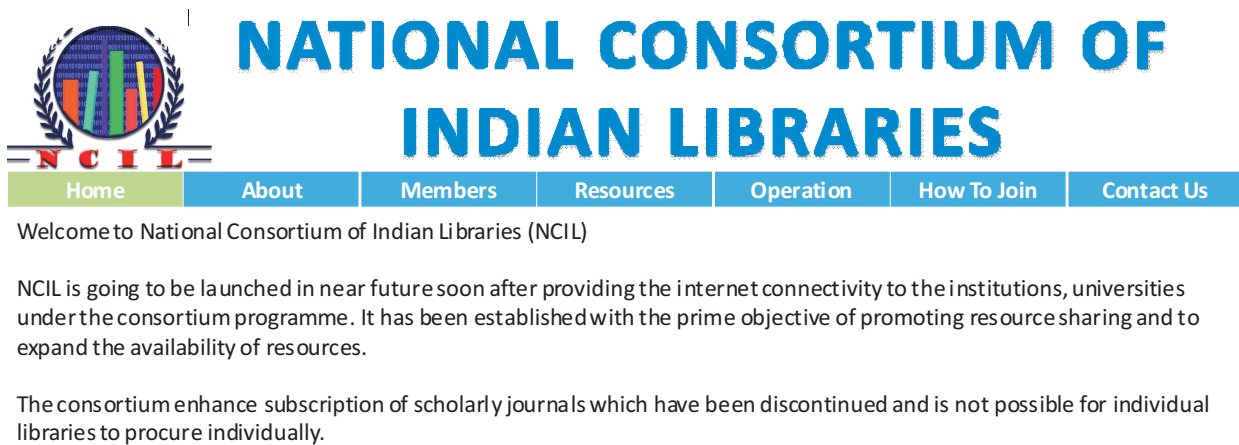 NATIONAL CONSORTIUM OF
INDIAN LIBRARIES
NCIL
Home About Members Resources Operation How To Join Contact Us
Welcome to National Consortium of Indian Libraries (NCIL)
NCIL is going to be launched in near future soon after providing the internet connectivity to the institutions, universities
under the consortium programme. It has been established with the prime objective of promoting resource sharing and to
expand the availability of resources.
The consortium enhance subscription of scholarly journals which have been discontinued and is not possible for individual
libraries to procure individually.